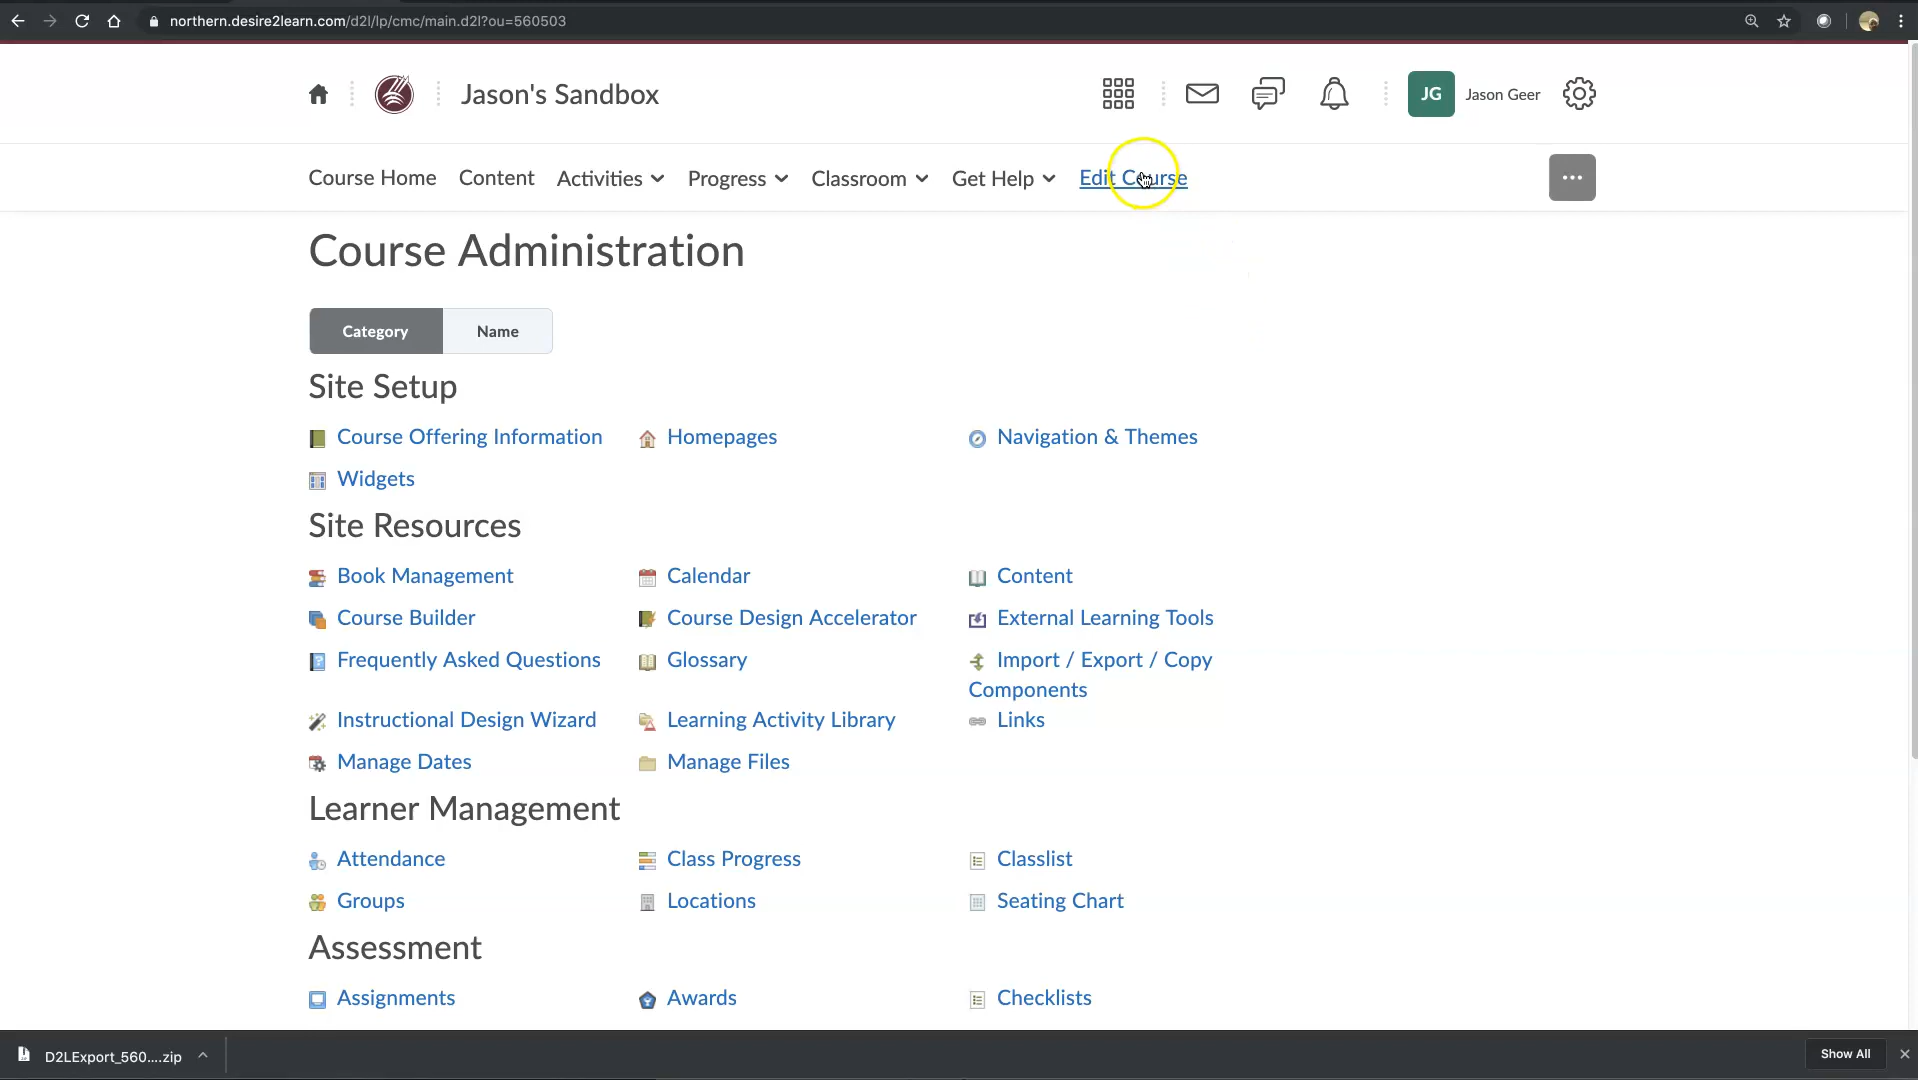 northern.desire2learn.com/d2l/lp/cmc/main.d2l?ou=560503
Jason's Sandbox
JG
Jason Geer
Course Home
Content
Activities
Progress
Classroom
Get Help
Edit Course
Course Administration
Category
Name
Site Setup
Course Offering Information
Homepages
Navigation & Themes
Widgets
Site Resources
Book Management
Calendar
Content
Course Builder
Course Design Accelerator
External Learning Tools
Frequently Asked Questions
Glossary
Import / Export / Copy
Components
Instructional Design Wizard
Learning Activity Library
Links
Manage Dates
Manage Files
Learner Management
Attendance
Class Progress
Classlist
Groups
Locations
Seating Chart
Assessment
Assignments
Awards
Checklists
D2LExport_560....zip
Show All